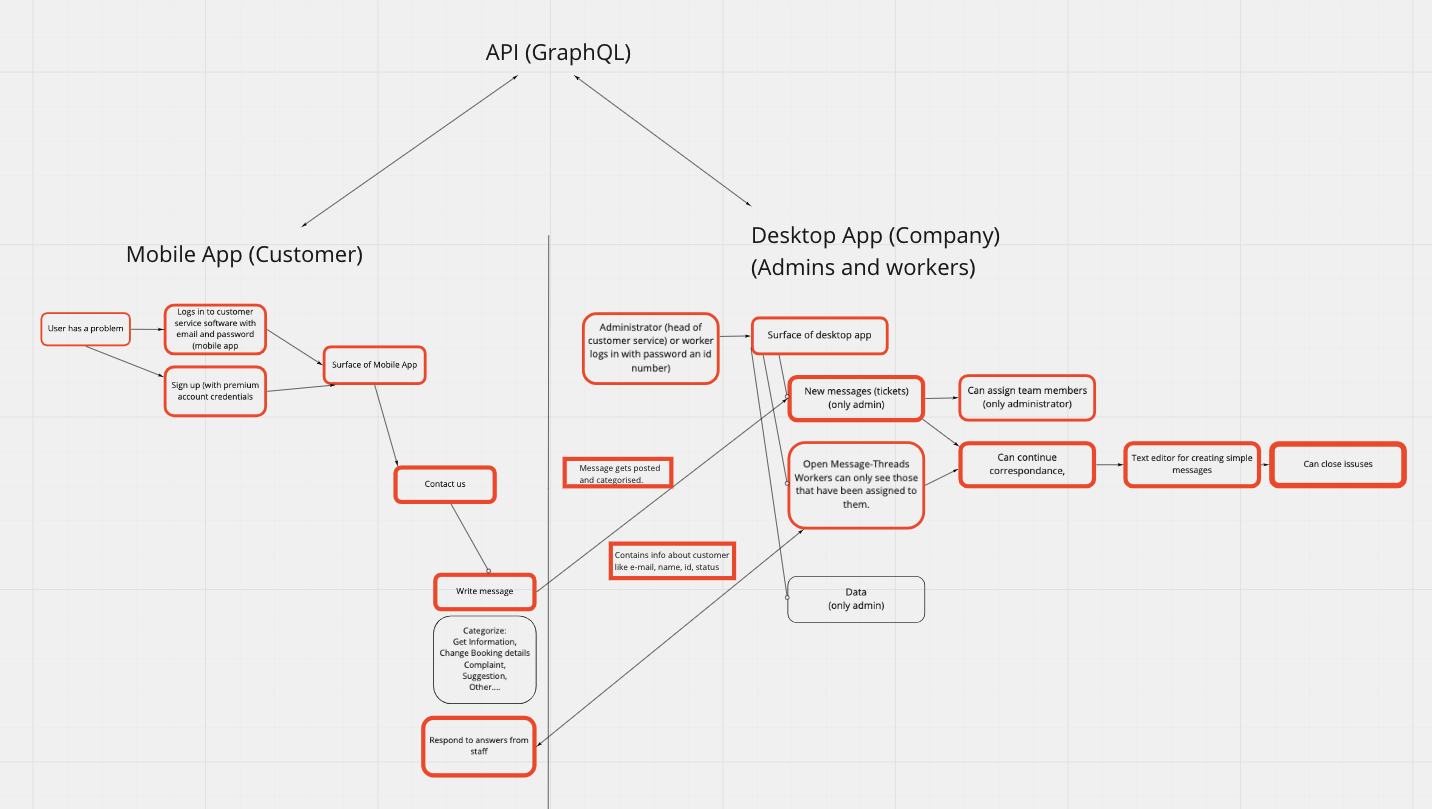 API (GraphQL)
Mobile App (Customer)
Desktop App (Company)
(Admins and workers)
User has a problem
Logs in to customer
service software with
email and password
(mobile app
Sign up (with premium
account credentials
Surface of Mobile App
Contact us
Write message
Categorize:
Get Information,
Change Booking details
Complaint,
Suggestion,
Other....
Respond to answers from
staff
Message gets posted
and categorised.
Contains info about customer
like e-mail, name, id, status
Administrator (head of
customer service) or worker
logs in with password an id
number)
Surface of desktop app
New messages (tickets)
(only admin)
Can assign team members
(only administrator)
Open Message-Threads
Workers can only see those
that have been assigned to
them.
Can continue
correspondance,
Text editor for creating simple
messages
Can close issuses
Data
(only admin)